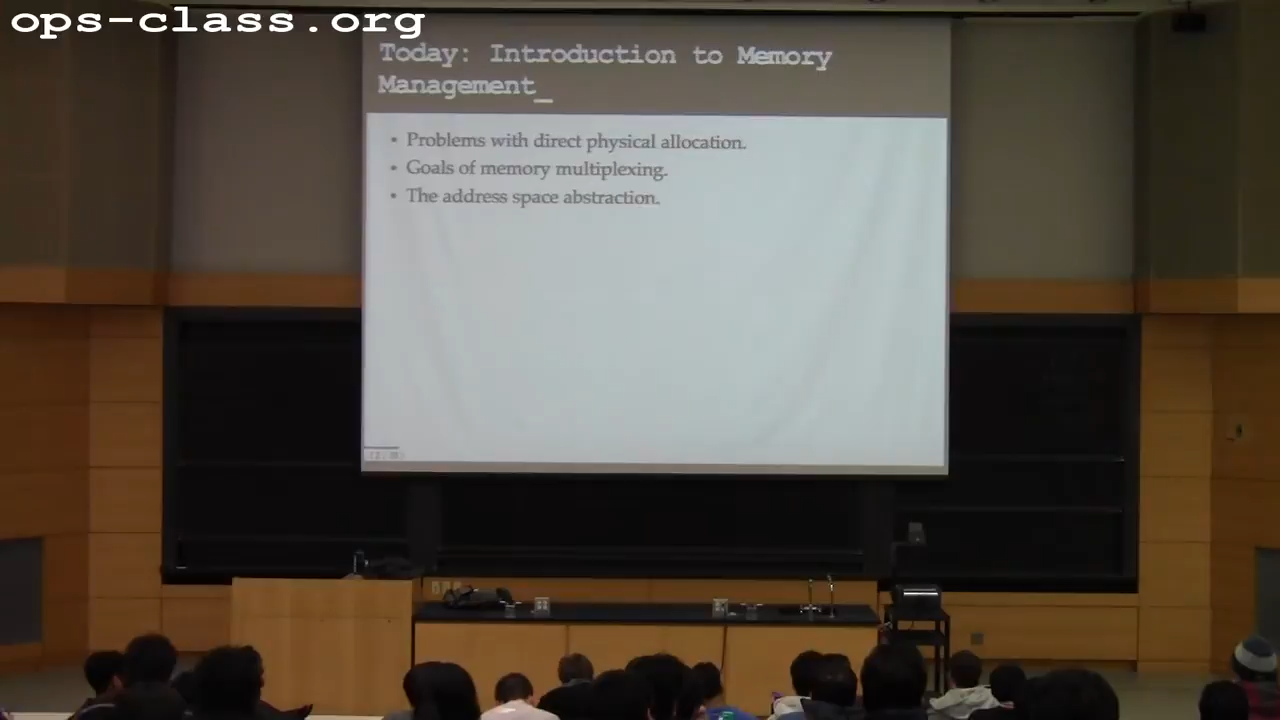 ops-class.org
Today: Introduction to Memory
Management_
• Problems with direct physical allocation.
• Goals of memory multiplexing.
• The address space abstraction.